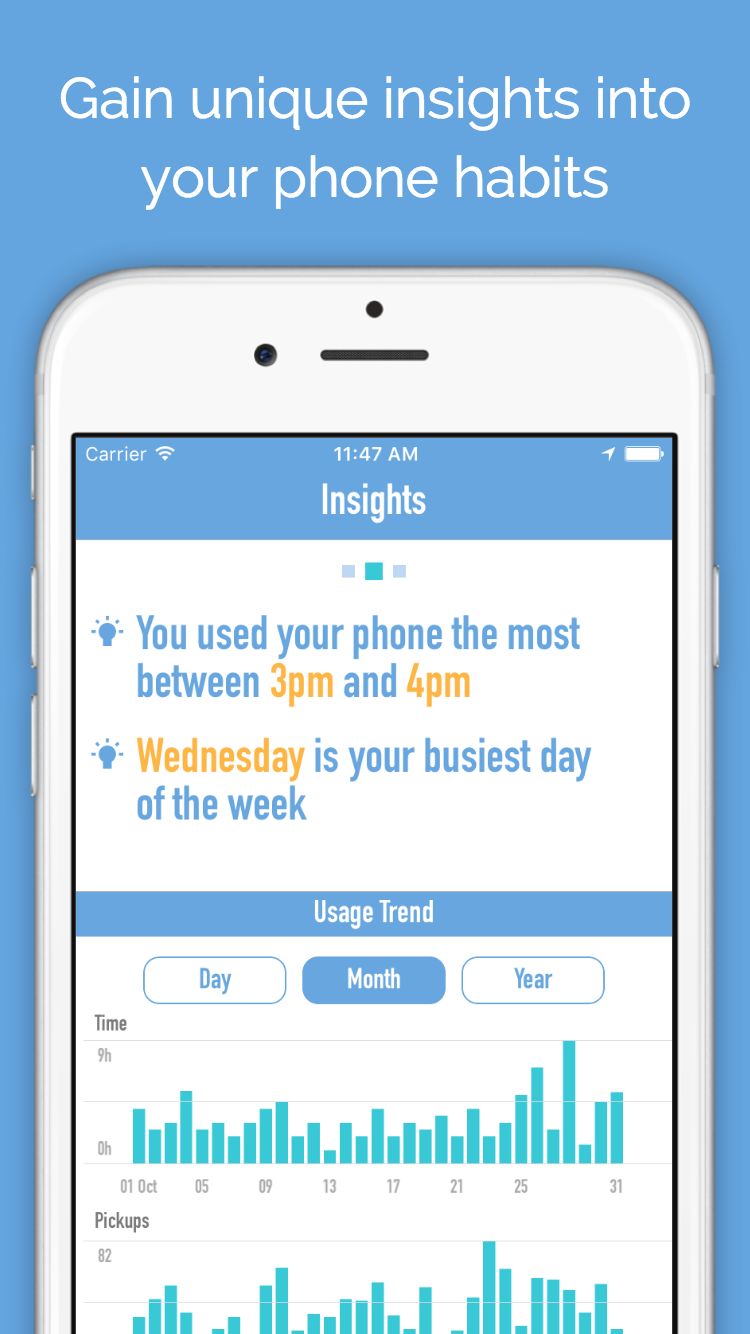 Gain unique insights into
your phone habits
Carrier 11:47 AM
Insights
You used your phone the most
between 3pm and 4pm
Wednesday is your busiest day
of the week
Usage Trend
Day Month Year
Time
9h
0h
01 Oct 05 09 13 17 21 25 31
Pickups
82